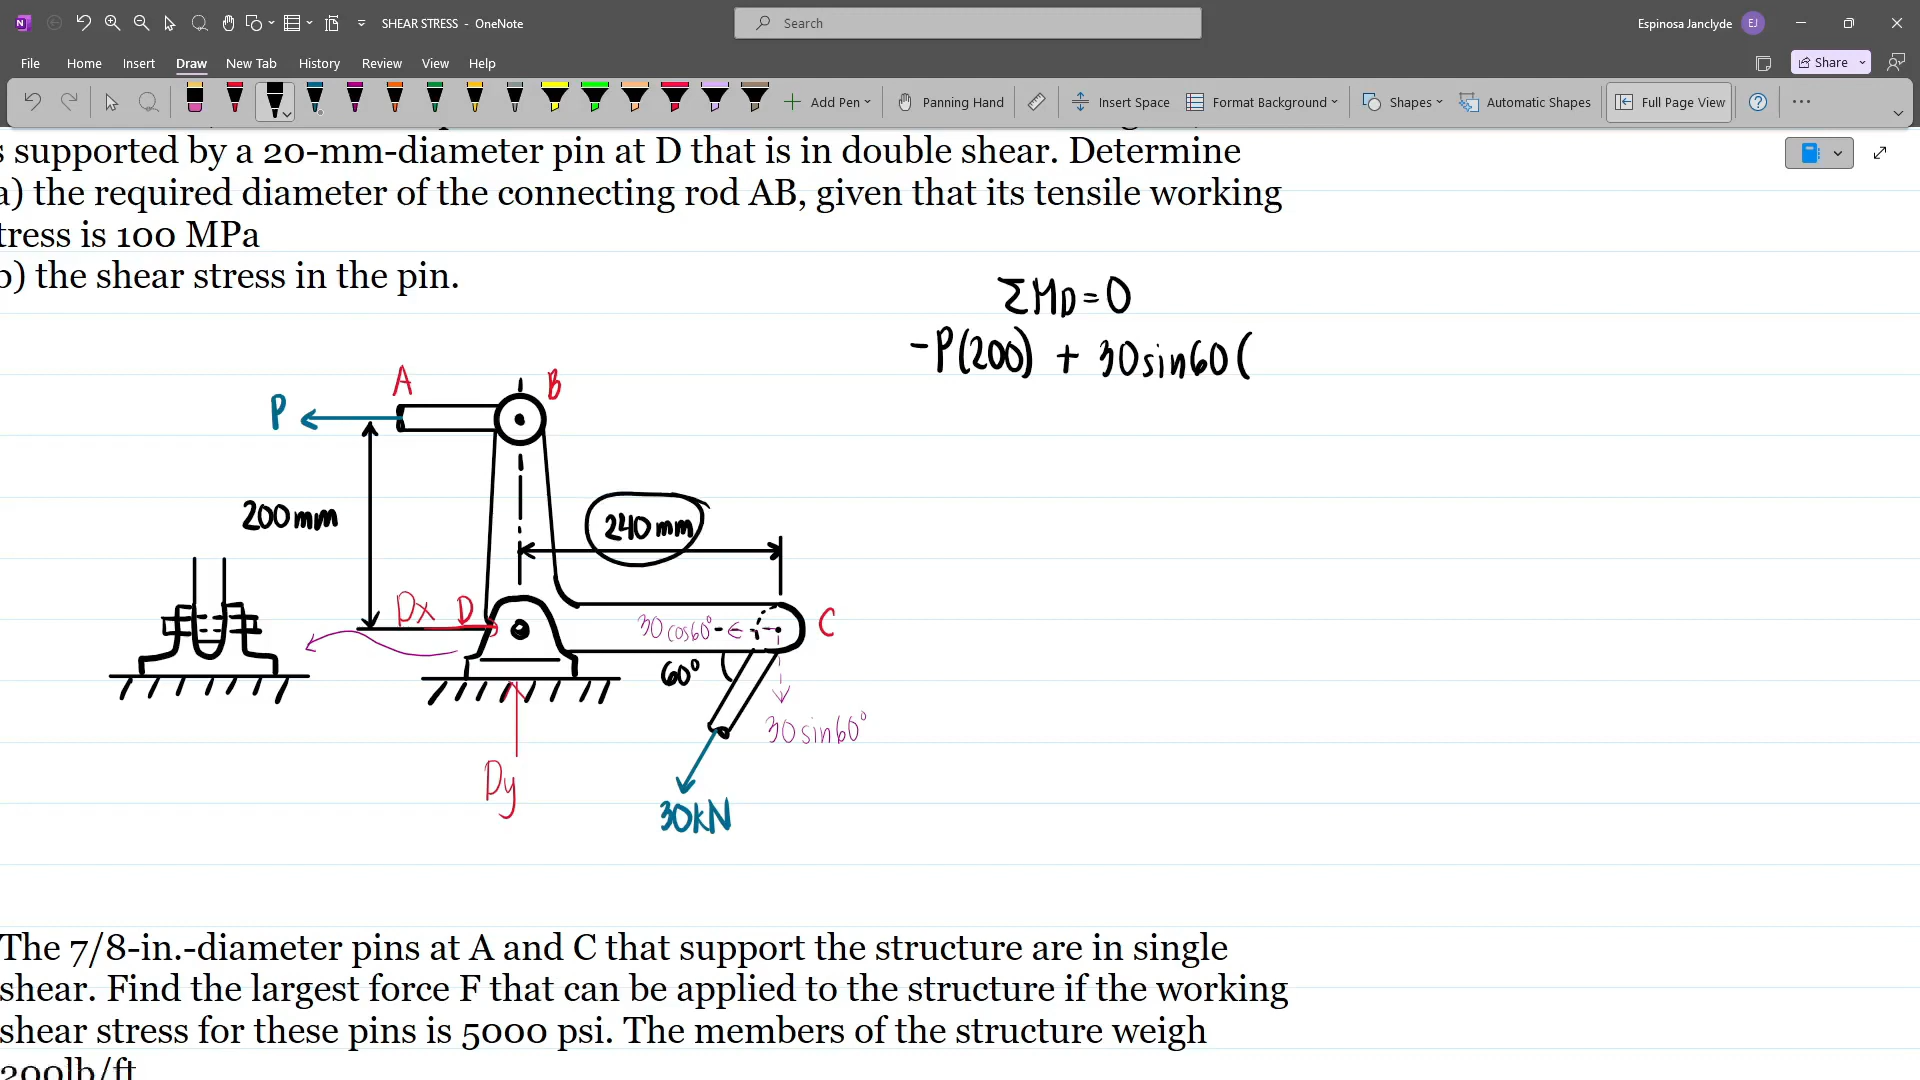 SHEAR STRESS - OneNote
Search
Espinosa Janclyde
EJ
File Home Insert Draw New Tab History Review View Help
Share
Add Pen
Panning Hand
Insert Space
Format Background
Shapes
Automatic Shapes
Full Page View
s supported by a 20-mm-diameter pin at D that is in double shear. Determine
a) the required diameter of the connecting rod AB, given that its tensile working
tress is 100 MPa
b) the shear stress in the pin.
ΣMD=0
-P(200) + 30sin60(
A
B
P
200mm
240mm
Dx
D
30cos60°
C
60°
30sin60°
Dy
30kN
The 7/8-in.-diameter pins at A and C that support the structure are in single
shear. Find the largest force F that can be applied to the structure if the working
shear stress for these pins is 5000 psi. The members of the structure weigh
200lb/ft